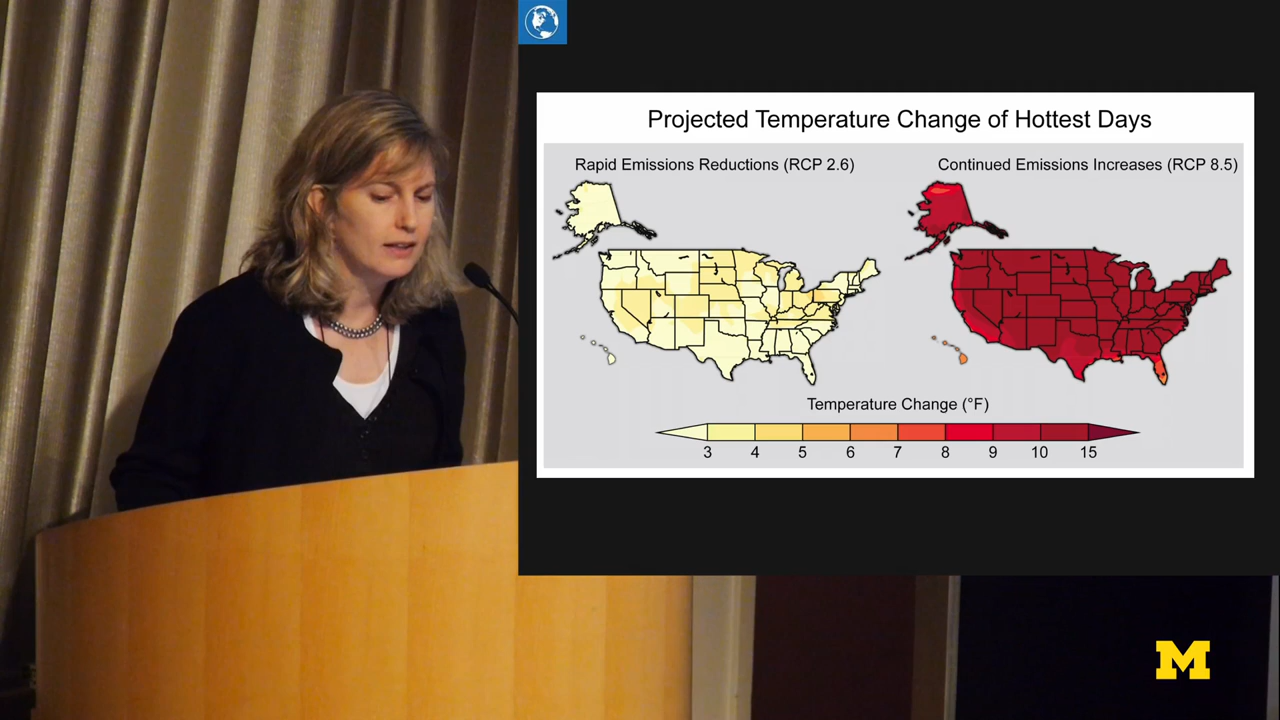 Projected Temperature Change of Hottest Days
Rapid Emissions Reductions (RCP 2.6)
Continued Emissions Increases (RCP 8.5)
Temperature Change (°F)
3 4 5 6 7 8 9 10 15
M